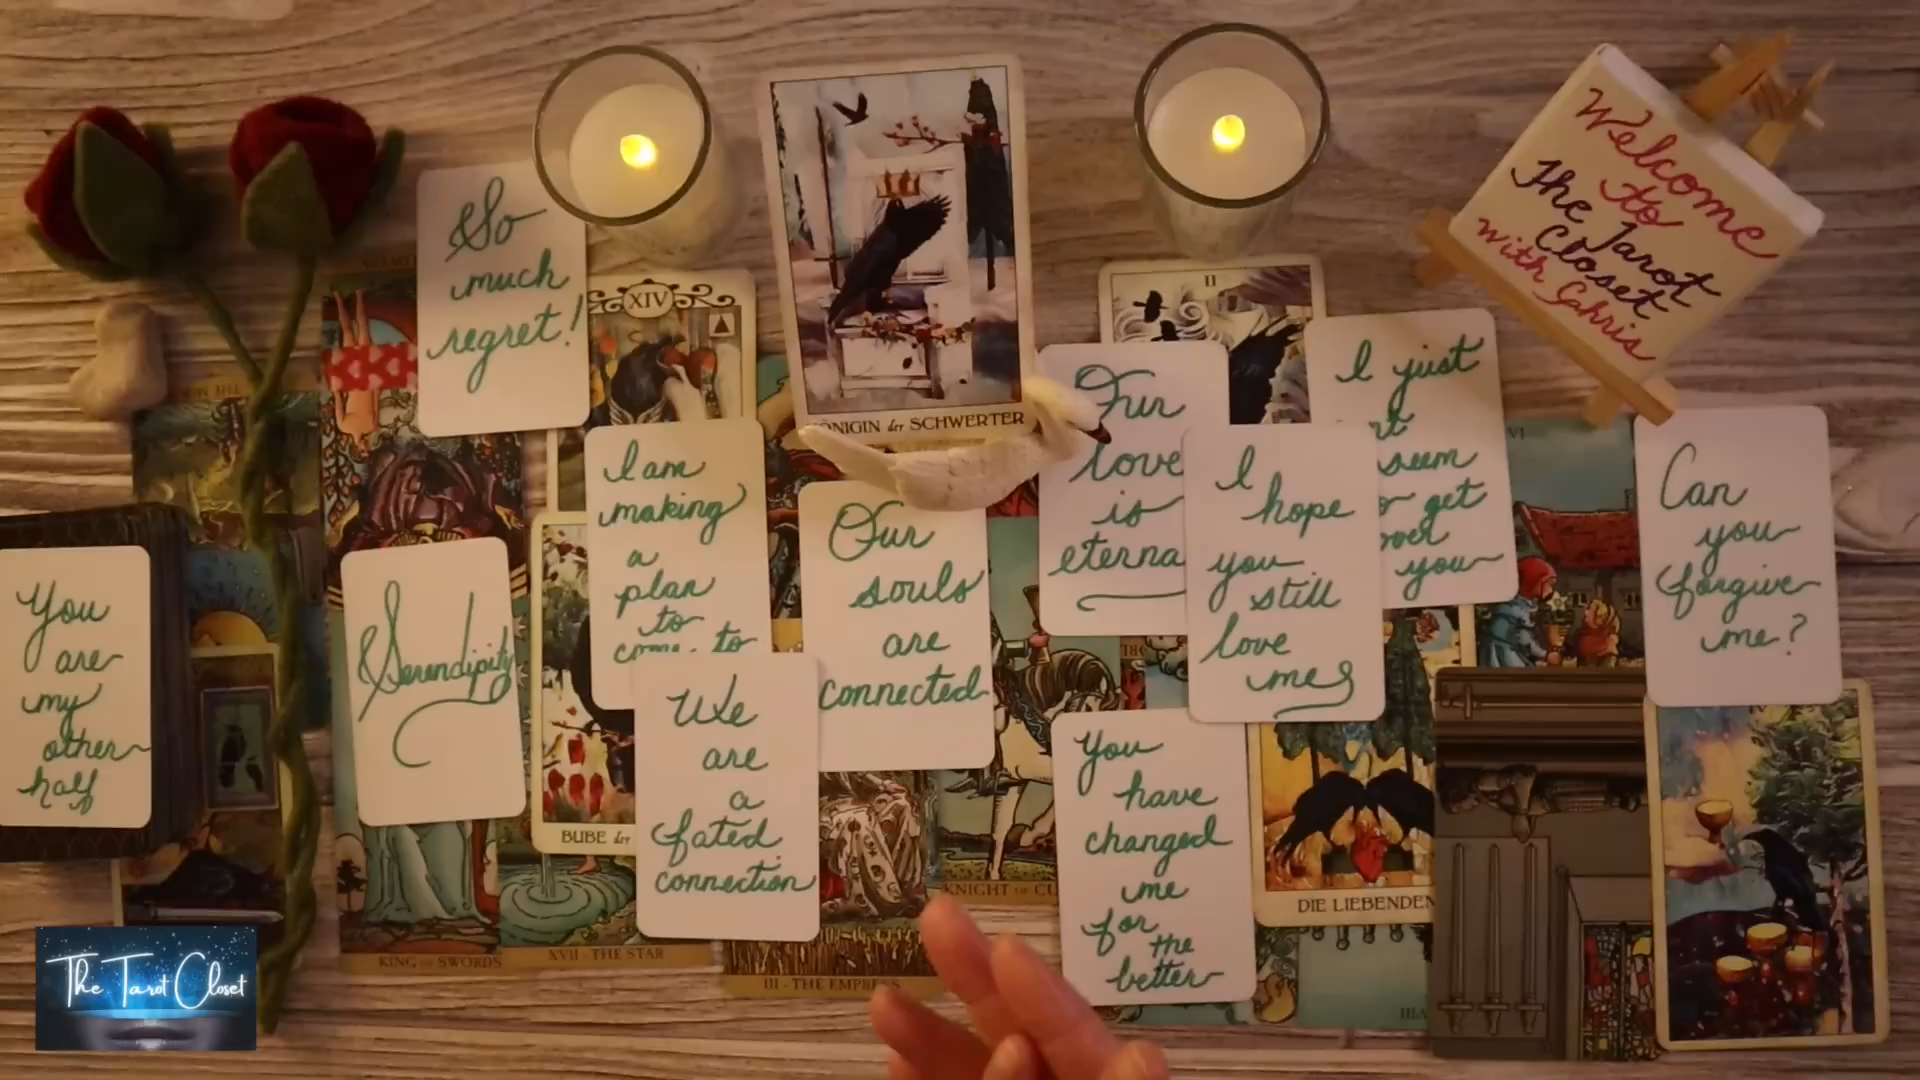 Welcome
to
The Tarot
Closet
with Sahris
So
much
regret!
XIV
KÖNIGIN der SCHWERTER
II
Our
love
is
eterna
I just
seem
get
over
you
I
hope
you
still
love
me
Can
you
forgive
me?
VI
I am
making
a
plan
to
come to
Our
souls
are
connected
You
are
my
other
half
Serendipity
We
are
a
fated
connection
You
have
changed
me
for
the
better
BUBE der
DIE LIEBENDEN
KNIGHT OF CU
KING OF SWORDS
XVII - THE STAR
III - THE EMPRESS
THE TAROT CLOSET